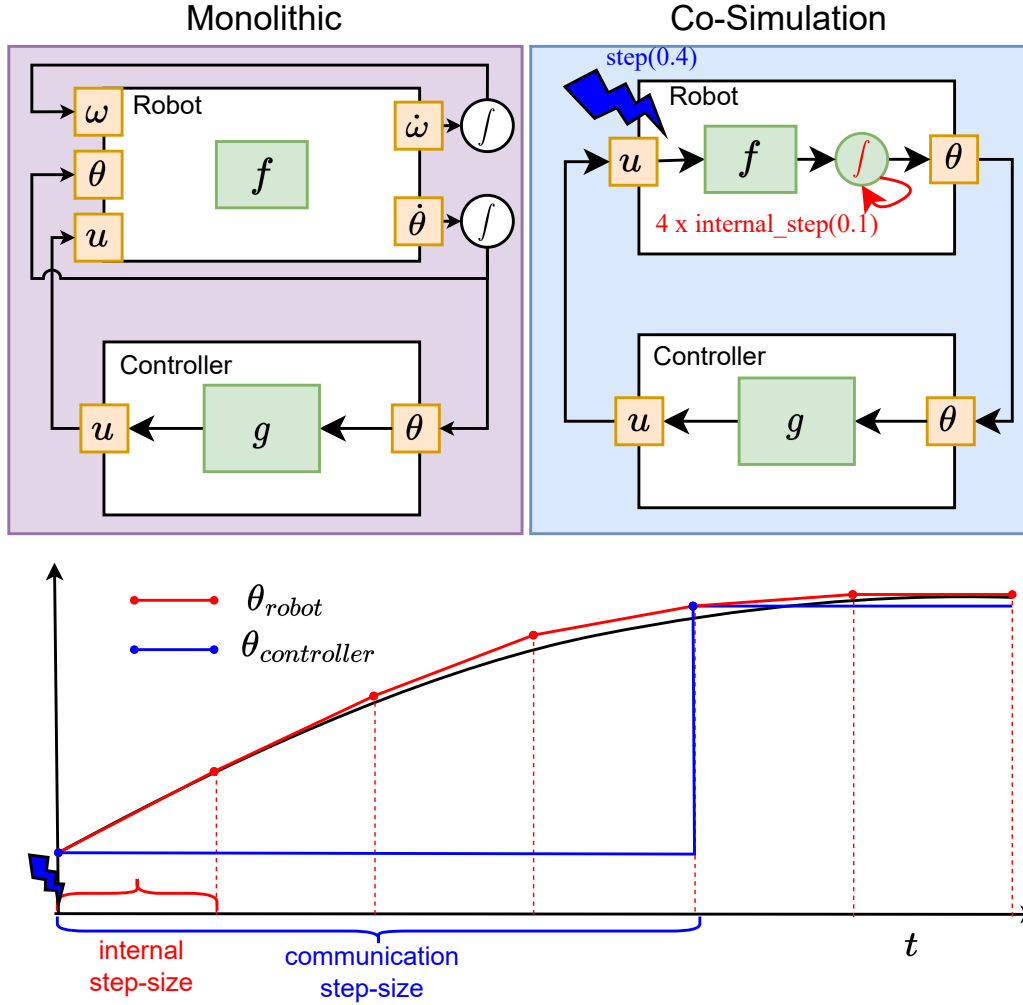 Monolithic
Co-Simulation
ω
Robot
ω̇
∫
θ
f
u
θ̇
∫
Controller
u
g
θ
step(0.4)
Robot
u
f
∫
θ
4 x internal_step(0.1)
Controller
u
g
θ
θ_robot
θ_controller
internal
step-size
communication
step-size
t